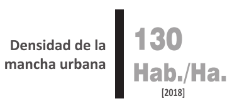 Densidad de la
mancha urbana
130
Hab./Ha.
[2018]